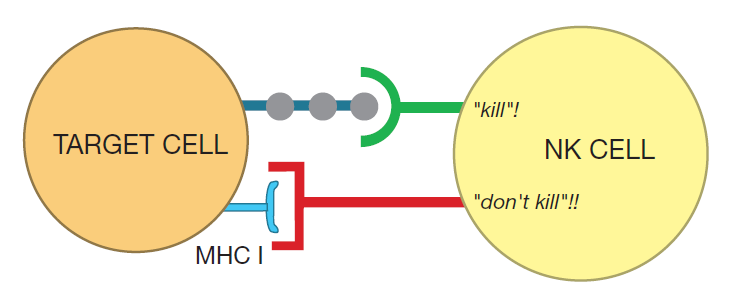 "kill"!
TARGET CELL
NK CELL
"don't kill"!!
MHC I